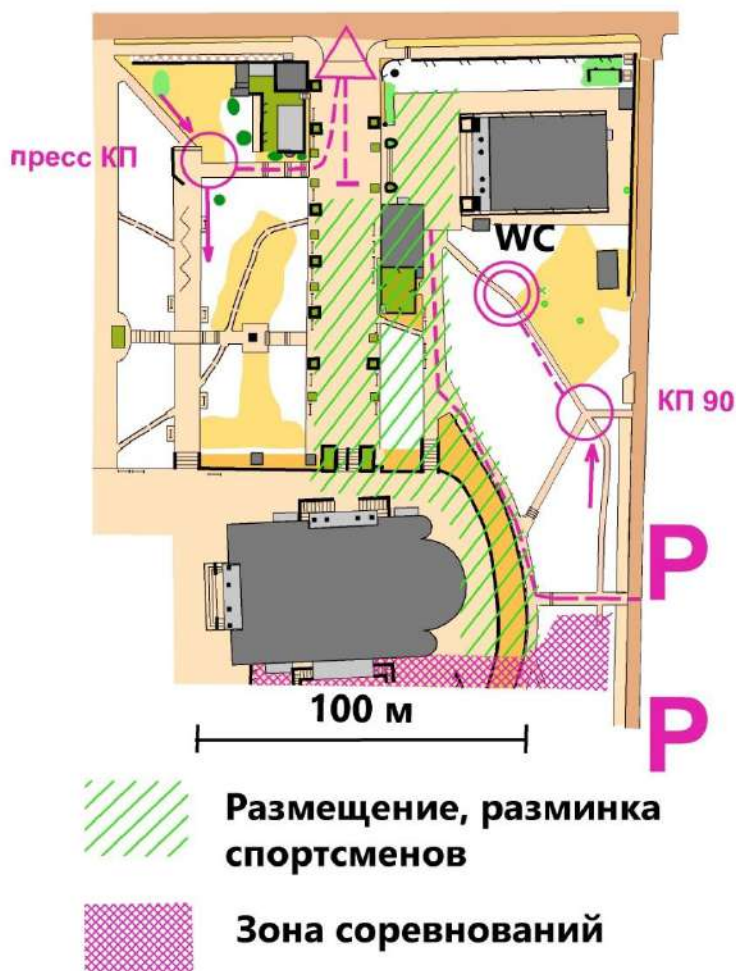 пресс КП
WC
КП 90
P
P
100 м
Размещение, разминка
спортсменов
Зона соревнований